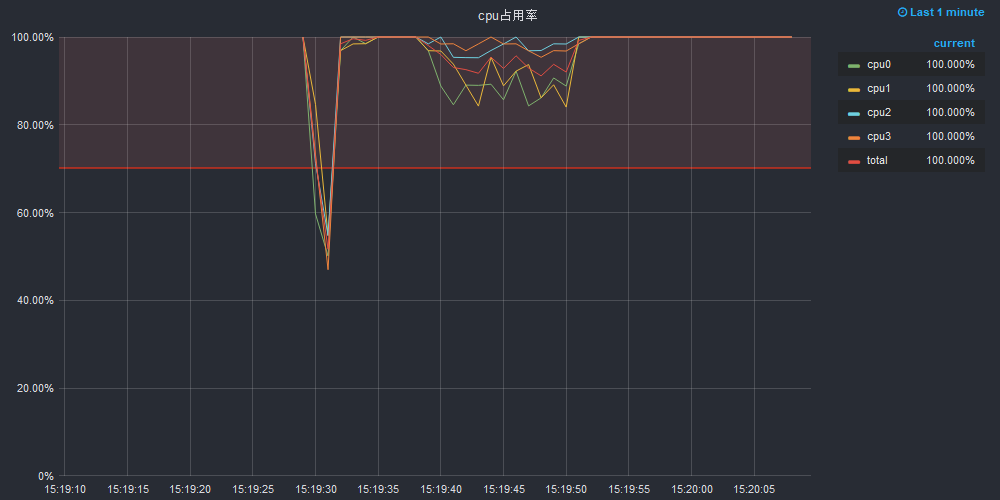 cpu占用率
Last 1 minute
current
cpu0 100.000%
cpu1 100.000%
cpu2 100.000%
cpu3 100.000%
total 100.000%
100.00%
80.00%
60.00%
40.00%
20.00%
0%
15:19:10 15:19:15 15:19:20 15:19:25 15:19:30 15:19:35 15:19:40 15:19:45 15:19:50 15:19:55 15:20:00 15:20:05